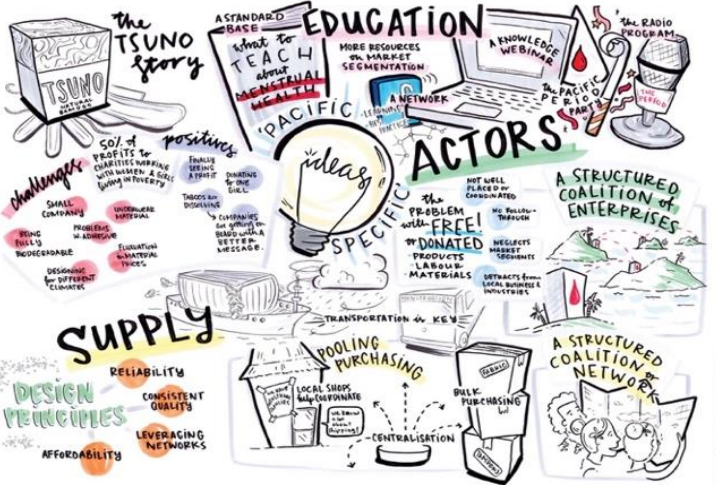 the
TSUNO
story
TSUNO
NATURAL
BAMBOO
challenges
SMALL
COMPANY
UNDERWEAR
MATERIAL
BEING
FULLY
BIODEGRADABLE
PROBLEMS
W. ADHESIVE
FLUCTUATION
in MATERIAL
PRICES
DESIGNING
for DIFFERENT
CLIMATES
50% of
PROFITS to
CHARITIES WORKING
WITH WOMEN & GIRLS
living in POVERTY
positives
FINALLY
SEEING
A PROFIT
DONATING
to ONE
GIRL
TABOOS are
DISSOLVING
COMPANIES
are getting on
BOARD with a
BETTER
MESSAGE.
A STANDARD
BASE
what to
TEACH
about
MENSTRUAL
HEALTH
EDUCATION
MORE RESOURCES
on MARKET
SEGMENTATION
A NETWORK
LEARNING
BEST
PRACTICE
A KNOWLEDGE
WEBINAR
the PACIFIC
PERIOD
PARTY
the RADIO
PROGRAM
THE
PERIOD
PACIFIC
ideas
SPECIFIC
ACTORS
the
PROBLEM
with FREE!
or DONATED
PRODUCTS
LABOUR
MATERIALS
NOT WELL
PLACED or
COORDINATED
NO FOLLOW-
THROUGH
NEGLECTS
MARKET
SEGMENTS
DETRACTS from
LOCAL BUSINESS &
INDUSTRIES
A STRUCTURED
COALITION of
ENTERPRISES
TRANSPORTATION is KEY
SUPPLY
DESIGN
PRINCIPLES
RELIABILITY
CONSISTENT
QUALITY
LEVERAGING
NETWORKS
AFFORDABILITY
POOLING
PURCHASING
LOCAL SHOPS
help COORDINATE
CENTRALISATION
BULK
PURCHASING
FABRIC
A STRUCTURED
COALITION or
NETWORK